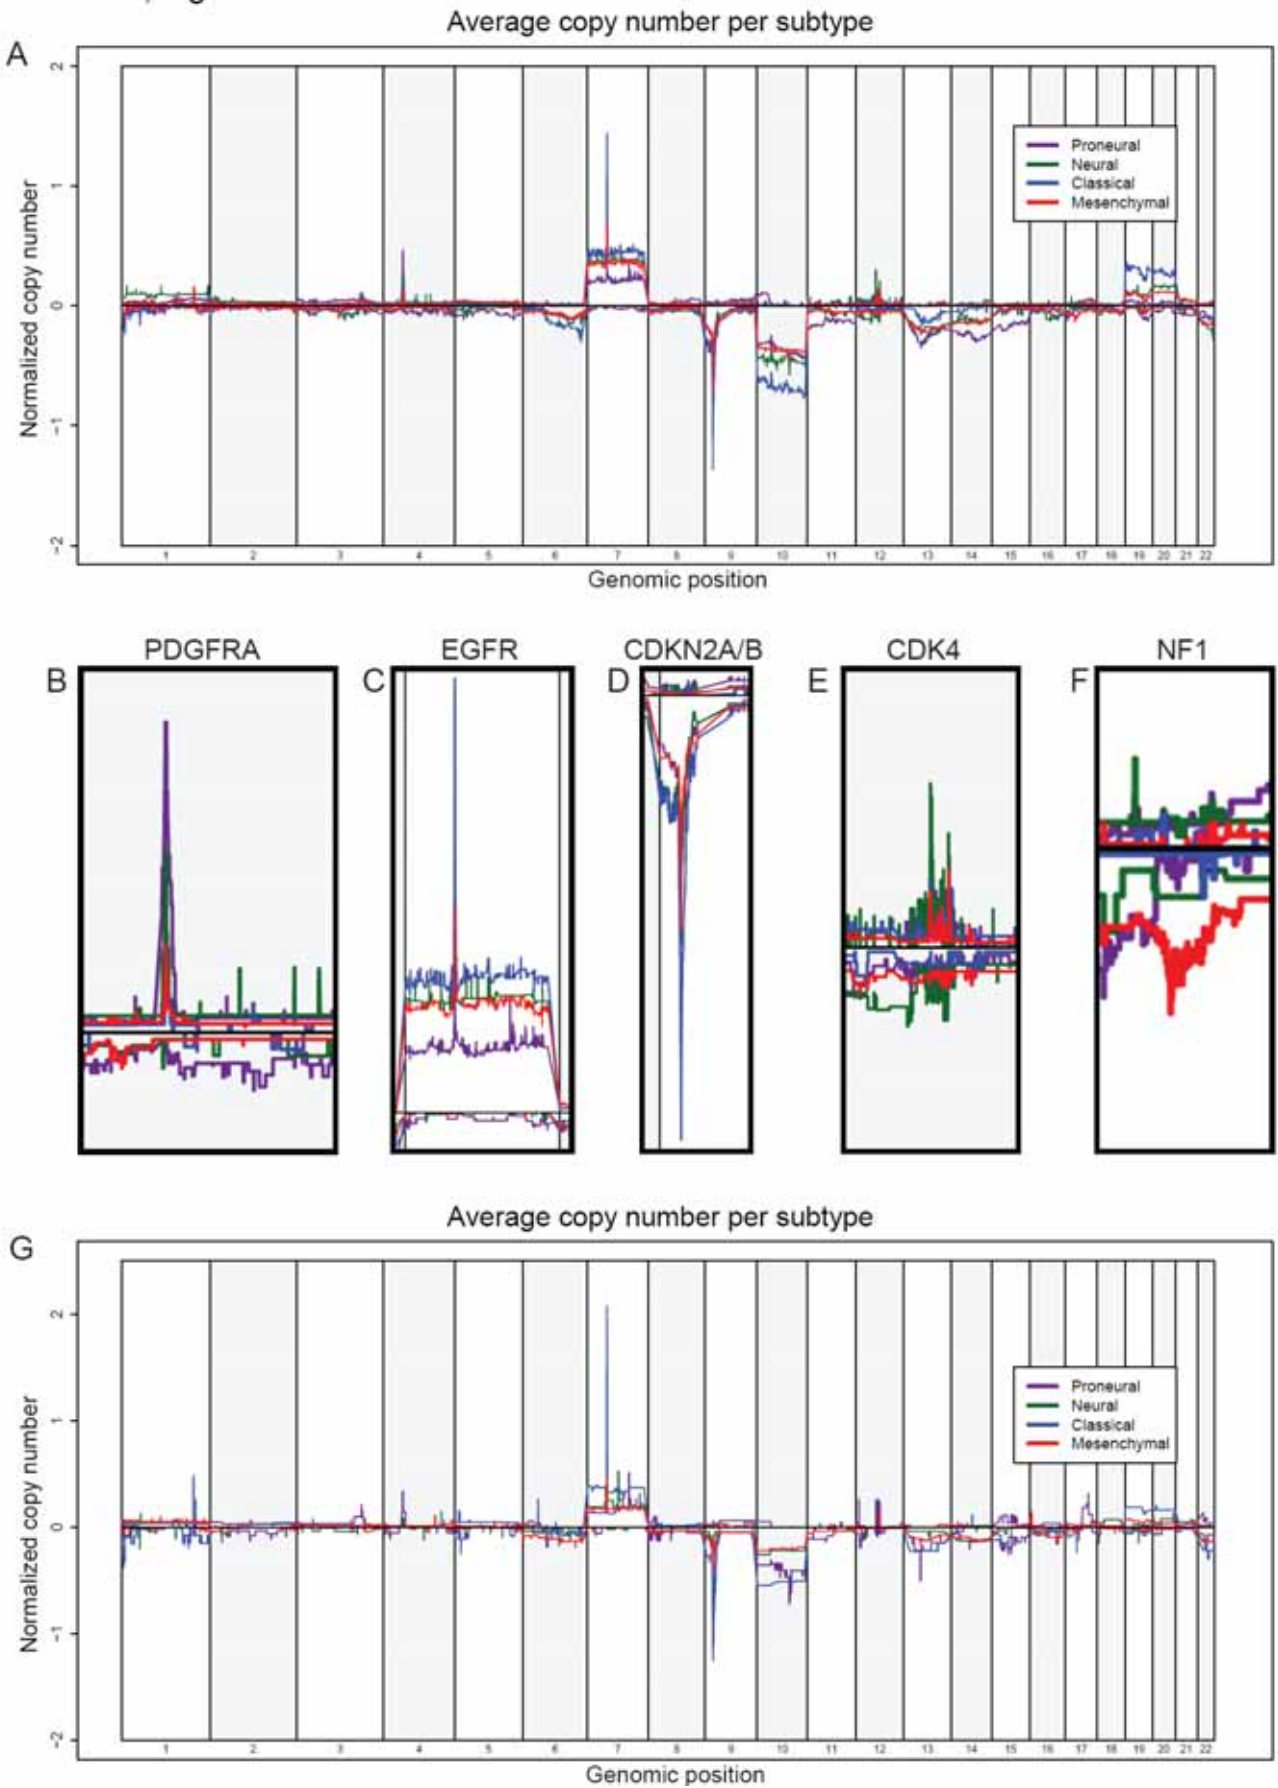 Average copy number per subtype
A
2
1
0
-1
-2
Normalized copy number
Proneural
Neural
Classical
Mesenchymal
1 2 3 4 5 6 7 8 9 10 11 12 13 14 15 16 17 18 19 20 21 22
Genomic position
PDGFRA EGFR CDKN2A/B CDK4 NF1
B C D E F
Average copy number per subtype
G
2
1
0
-1
-2
Normalized copy number
Proneural
Neural
Classical
Mesenchymal
1 2 3 4 5 6 7 8 9 10 11 12 13 14 15 16 17 18 19 20 21 22
Genomic position